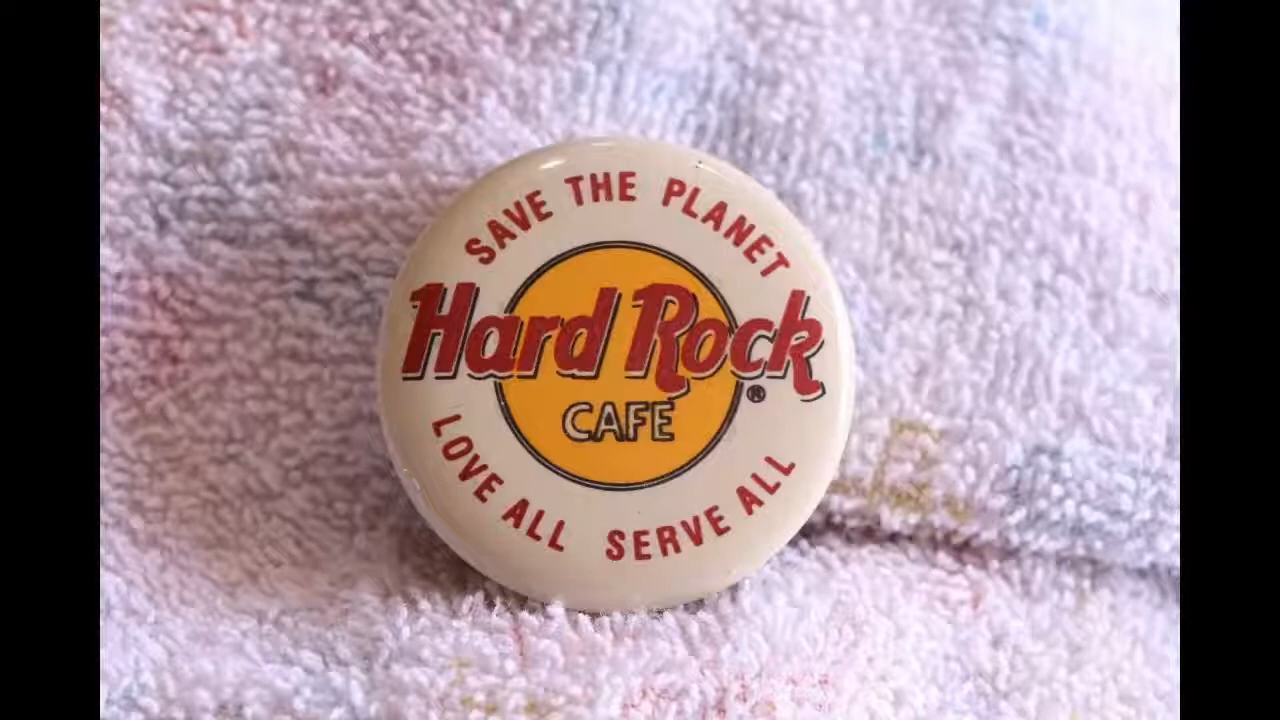 SAVE THE PLANET
Hard Rock
®
CAFE
LOVE ALL SERVE ALL